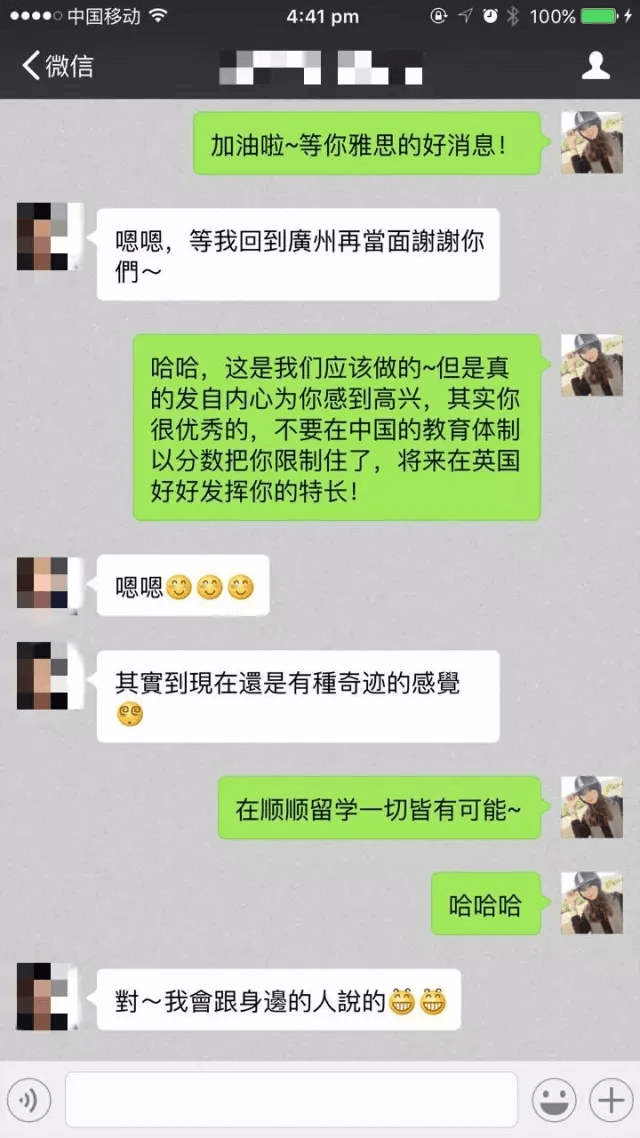 中国移动
4:41 pm
100%
微信
加油啦~等你雅思的好消息！
嗯嗯，等我回到廣州再當面謝謝你
們～
哈哈，这是我们应该做的~但是真
的发自内心为你感到高兴，其实你
很优秀的，不要在中国的教育体制
以分数把你限制住了，将来在英国
好好发挥你的特长！
嗯嗯😊😊😊
其實到現在還是有種奇迹的感覺
😵
在顺顺留学一切皆有可能~
哈哈哈
對～我會跟身邊的人說的😁😁